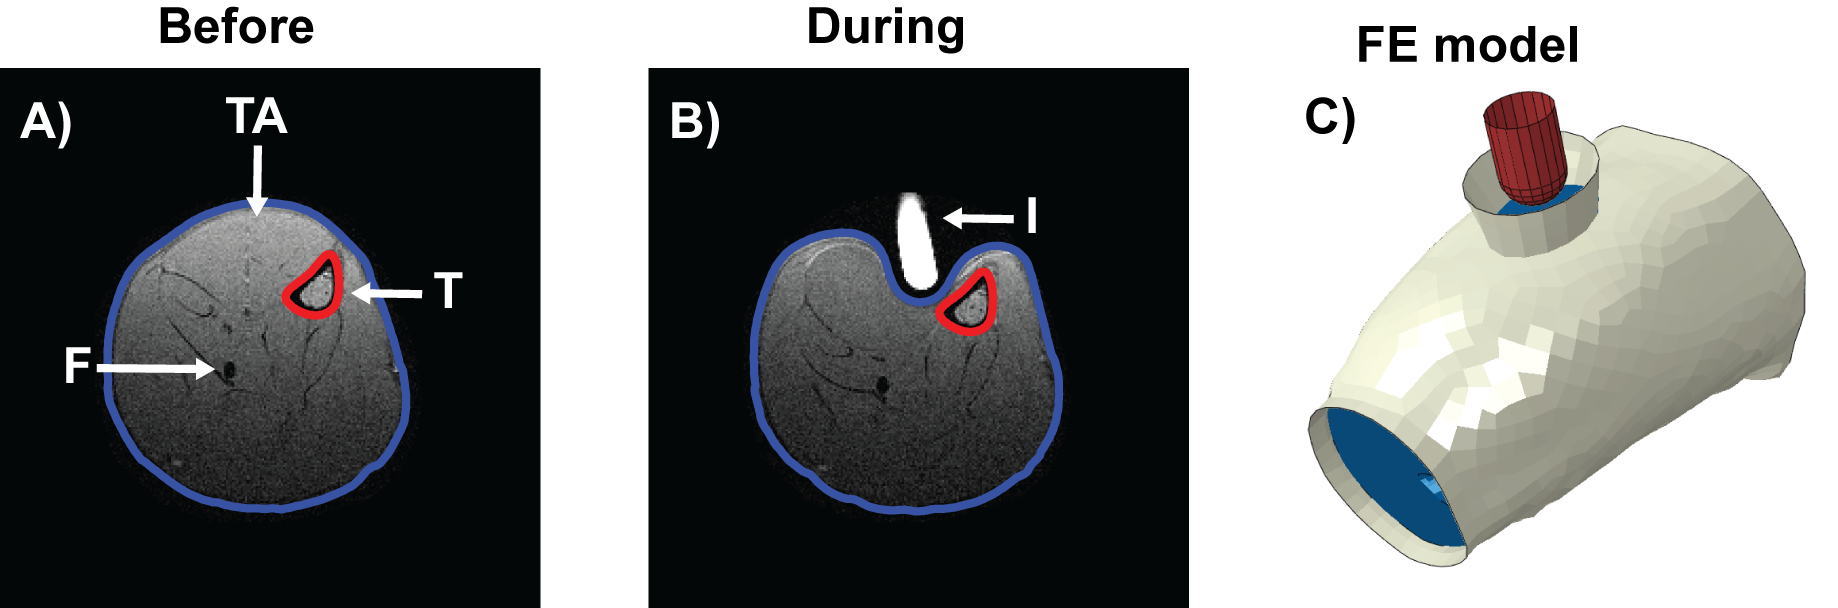 Before
During
FE model
A)
TA
B)
C)
I
T
F